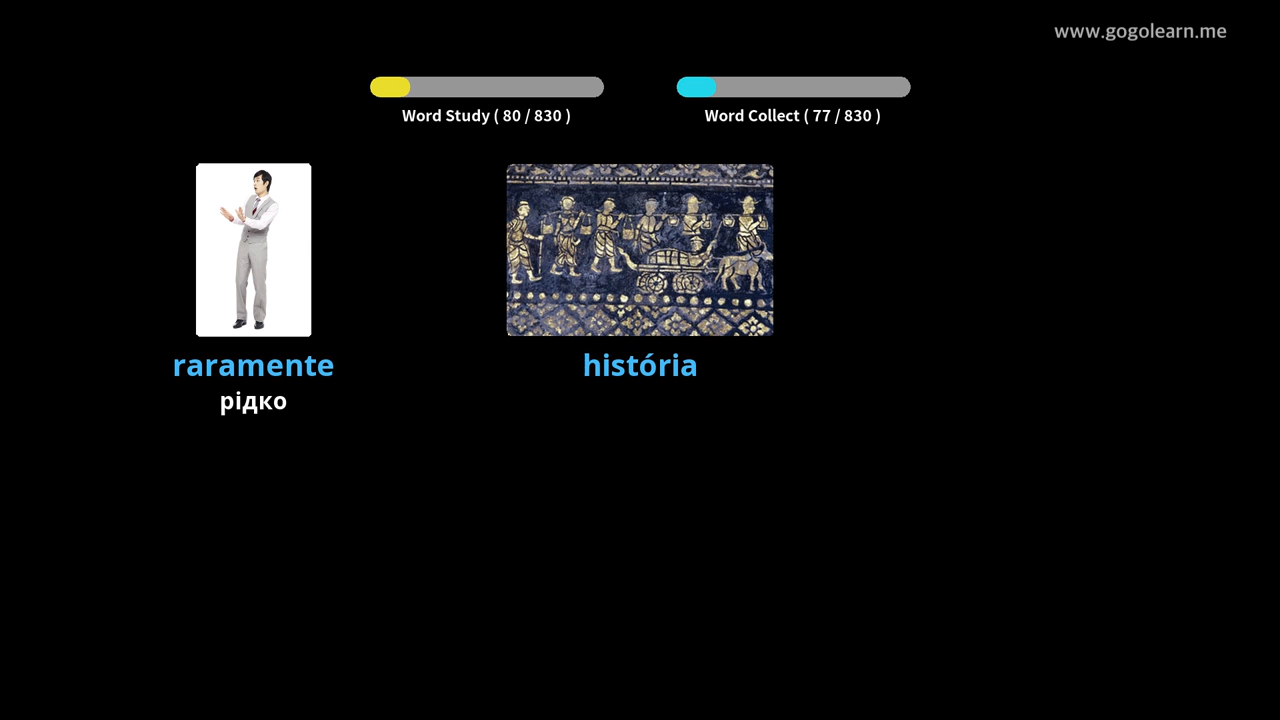 www.gogolearn.me
Word Study ( 80 / 830 )
Word Collect ( 77 / 830 )
raramente
рідко
história